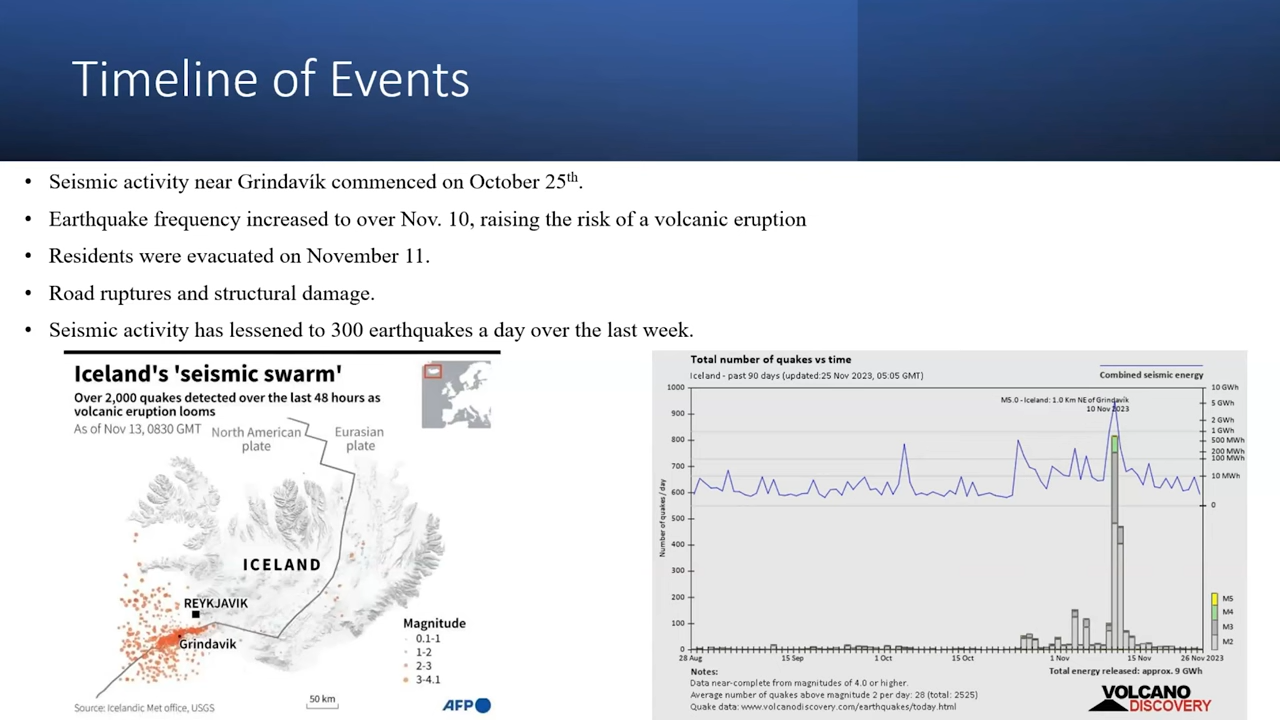 Timeline of Events
• Seismic activity near Grindavík commenced on October 25th.
• Earthquake frequency increased to over Nov. 10, raising the risk of a volcanic eruption
• Residents were evacuated on November 11.
• Road ruptures and structural damage.
• Seismic activity has lessened to 300 earthquakes a day over the last week.
Iceland's 'seismic swarm'
Over 2,000 quakes detected over the last 48 hours as
volcanic eruption looms
As of Nov 13, 0830 GMT
North American
plate
Eurasian
plate
ICELAND
REYKJAVIK
Grindavik
Magnitude
0.1-1
1-2
2-3
3-4.1
50 km
Source: Icelandic Met office, USGS
AFP
Total number of quakes vs time
Iceland - past 90 days (updated:25 Nov 2023, 05:05 GMT)
Combined seismic energy
M5.0 - Iceland: 1.0 Km NE of Grindavík
10 Nov 2023
Number of quakes / day
1000
900
800
700
600
500
400
300
200
100
0
10 GWh
5 GWh
2 GWh
1 GWh
500 MWh
200 MWh
100 MWh
10 MWh
0
M5
M4
M3
M2
28 Aug
15 Sep
1 Oct
15 Oct
1 Nov
15 Nov
26 Nov 2023
Notes:
Total energy released: approx. 9 GWh
Data near-complete from magnitudes of 4.0 or higher.
Average number of quakes above magnitude 2 per day: 28 (total: 2525)
Quake data: www.volcanodiscovery.com/earthquakes/today.html
VOLCANO
DISCOVERY